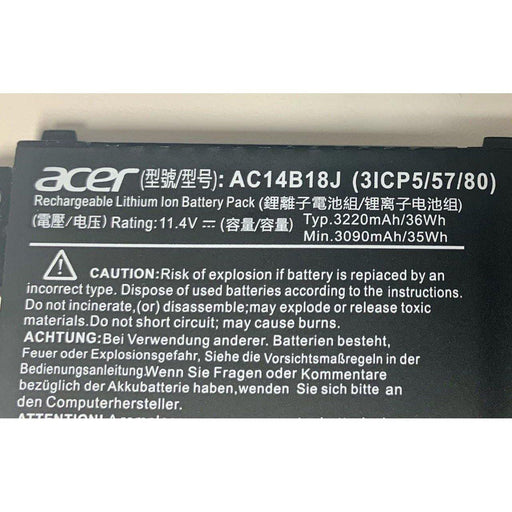 acer (型號/型号): AC14B18J (3ICP5/57/80)
Rechargeable Lithium Ion Battery Pack (鋰離子電池組/锂离子电池组)
(電壓/电压) Rating: 11.4V ⎓ (容量/容量) Typ.3220mAh/36Wh
Min.3090mAh/35Wh
CAUTION:Risk of explosion if battery is replaced by an
incorrect type. Dispose of used batteries according to the instructions.
Do not incinerate,(or) disassemble;may explode or release toxic
materials.Do not short circuit; may cause burns.
Bei Verwendung anderer. Batterien besteht,
Feuer oder Explosionsgefahr, Siehe die Vorsichtsmaßregeln in der
Bedienungsanleitung.Wenn Sie Fragen oder Kommentare
bezüglich der Akkubatterie haben, wenden Sie sich bitte an
den Computerhersteller.
ATTENTION!